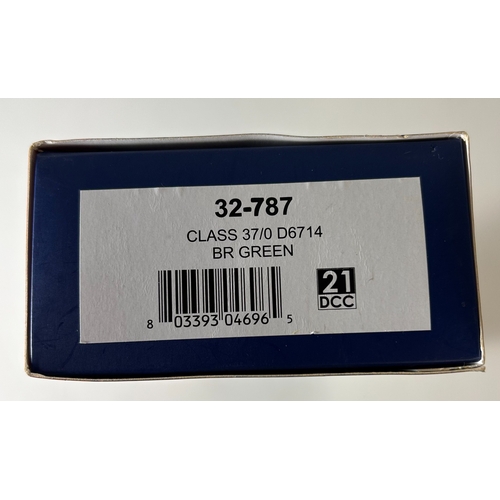 32-787
CLASS 37/0 D6714
BR GREEN
21
DCC
8 03393 04696 5